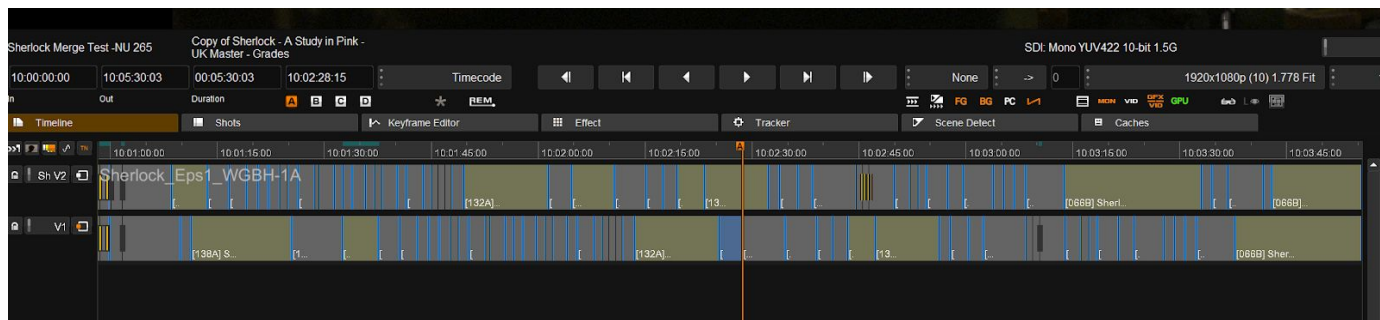 Sherlock Merge Test -NU 265
Copy of Sherlock - A Study in Pink -
UK Master - Grades
SDI: Mono YUV422 10-bit 1.5G
10:00:00:00 10:05:30:03 00:05:30:03 10:02:28:15 Timecode None -> 0 1920x1080p (10) 1.778 Fit
In Out Duration A B C D REM FG BG PC MON VID GFX VID GPU
Timeline Shots Keyframe Editor Effect Tracker Scene Detect Caches
TN 10:01:00:00 10:01:15:00 10:01:30:00 10:01:45:00 10:02:00:00 10:02:15:00 A 10:02:30:00 10:02:45:00 10:03:00:00 10:03:15:00 10:03:30:00 10:03:45:00
Sh V2 Sherlock_Eps1_WGBH-1A
[.. [ [ [ [ [132A]... [ [... [ [. [ [13... [ [.. [ [. [ [.. [066B] Sherl... [ [. [066B]...
V1
[138A] S... [1... [.. [ [ [ [.. [ [. [132A]... [ [... [. [ [ [13... [ [... [ [ [. [066B] Sher...